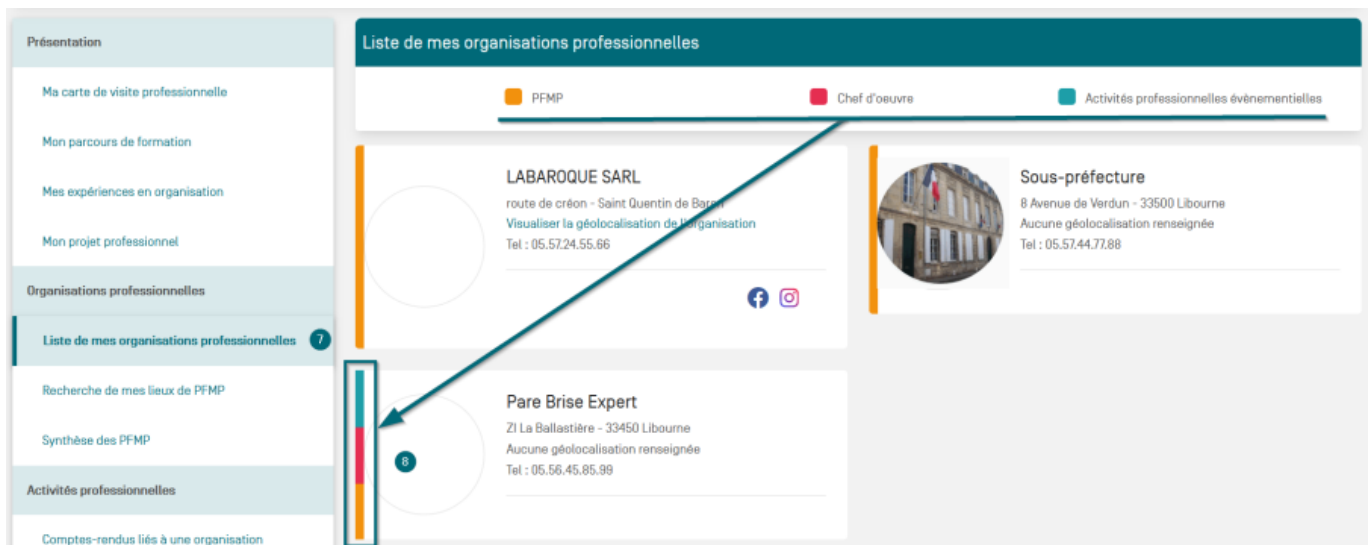 Présentation
Ma carte de visite professionnelle
Mon parcours de formation
Mes expériences en organisation
Mon projet professionnel
Organisations professionnelles
Liste de mes organisations professionnelles 7
Recherche de mes lieux de PFMP
Synthèse des PFMP
Activités professionnelles
Comptes-rendus liés à une organisation
Liste de mes organisations professionnelles
PFMP Chef d'oeuvre Activités professionnelles évènementielles
LABAROQUE SARL
route de créon - Saint Quentin de Baron
Visualiser la géolocalisation de l'organisation
Tel : 05.57.24.55.66
Sous-préfecture
8 Avenue de Verdun - 33500 Libourne
Aucune géolocalisation renseignée
Tel : 05.57.44.77.88
8
Pare Brise Expert
ZI La Ballastière - 33450 Libourne
Aucune géolocalisation renseignée
Tel : 05.56.45.85.99